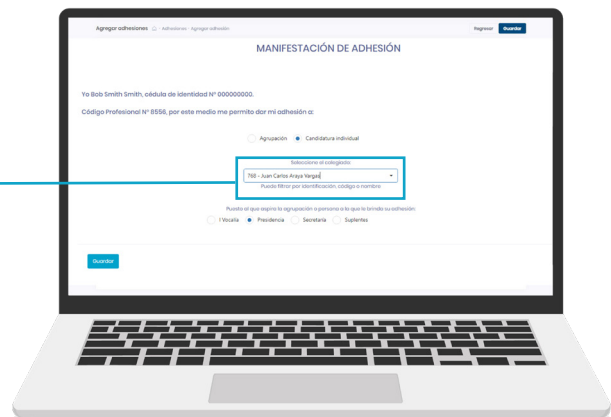 Agregar adhesiones Adhesiones - Agregar adhesión Regresar Guardar
MANIFESTACIÓN DE ADHESIÓN
Yo Bob Smith Smith, cédula de identidad Nº 000000000.
Código Profesional Nº 8556, por este medio me permito dar mi adhesión a:
Agrupación Candidatura individual
Seleccione al colegiado:
798 - Juan Carlos Araya Vargas
Puede filtrar por identificación, código o nombre
Puesto al que aspira la agrupación o persona a la que le brinda su adhesión:
I Vocalía Presidencia Secretaría Suplentes
Guardar